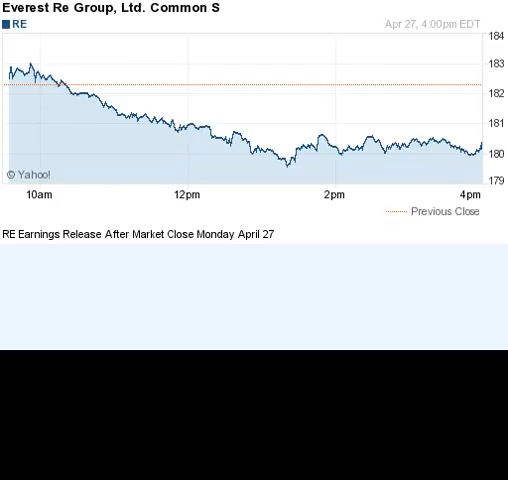 Everest Re Group, Ltd. Common S
RE
Apr 27, 4:00pm EDT
184
183
182
181
180
179
© Yahoo!
10am 12pm 2pm 4pm
Previous Close
RE Earnings Release After Market Close Monday April 27